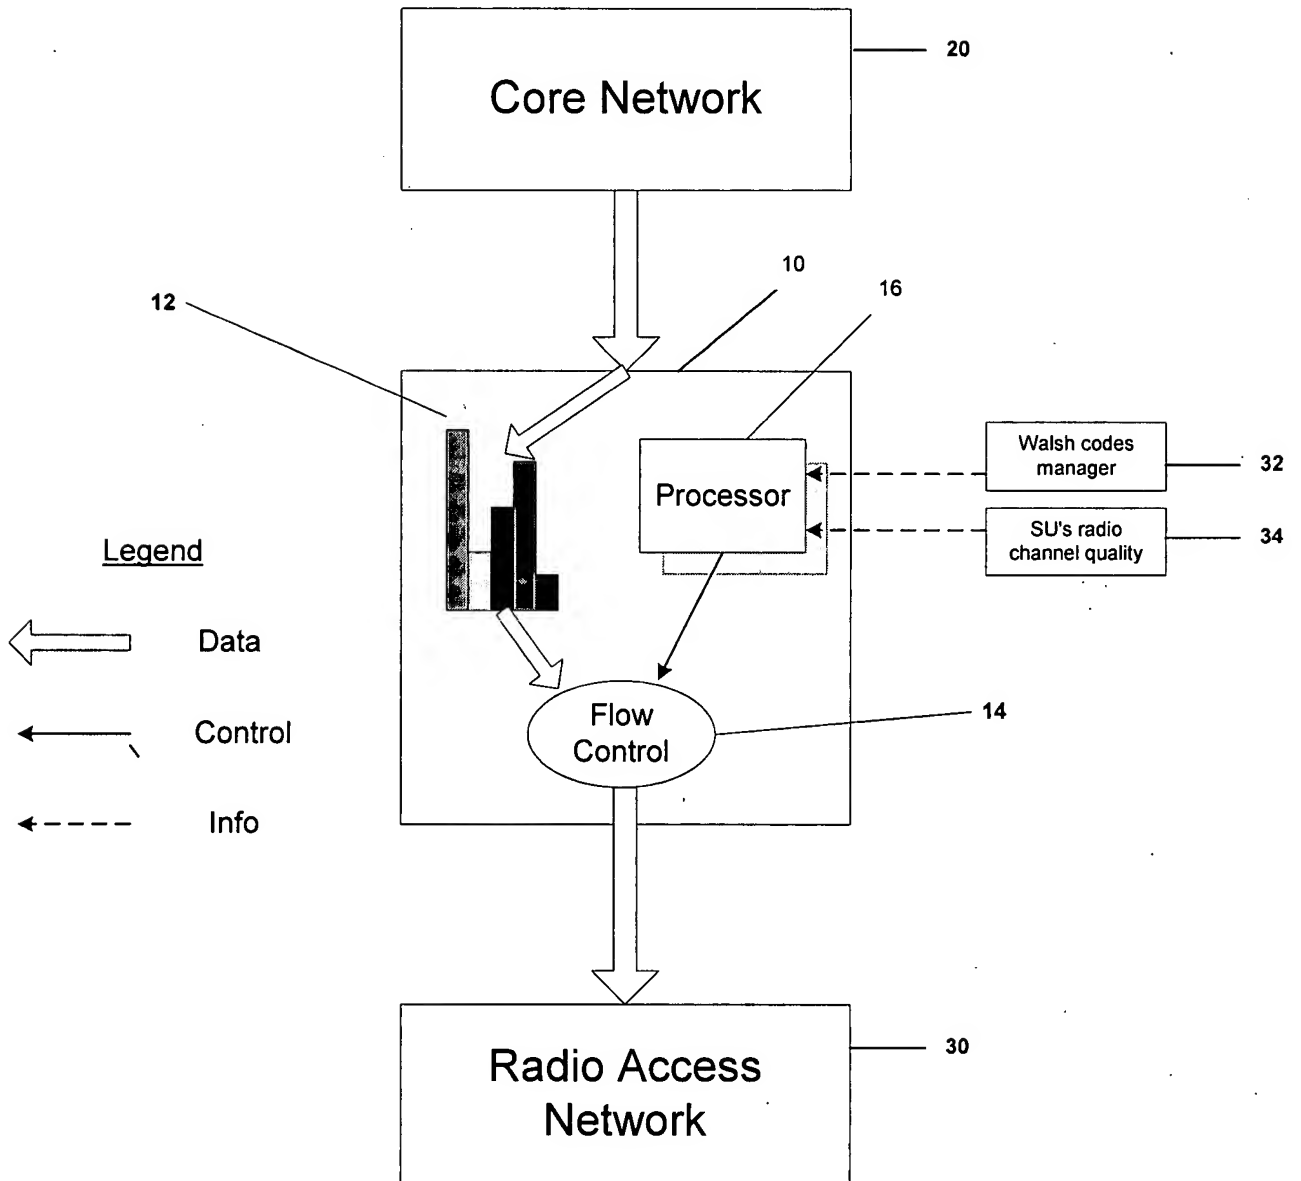 20
Core Network
10
16
12
Processor
Walsh codes
manager
32
SU's radio
channel quality
34
Legend
Data
Control
Info
Flow
Control
14
30
Radio Access
Network